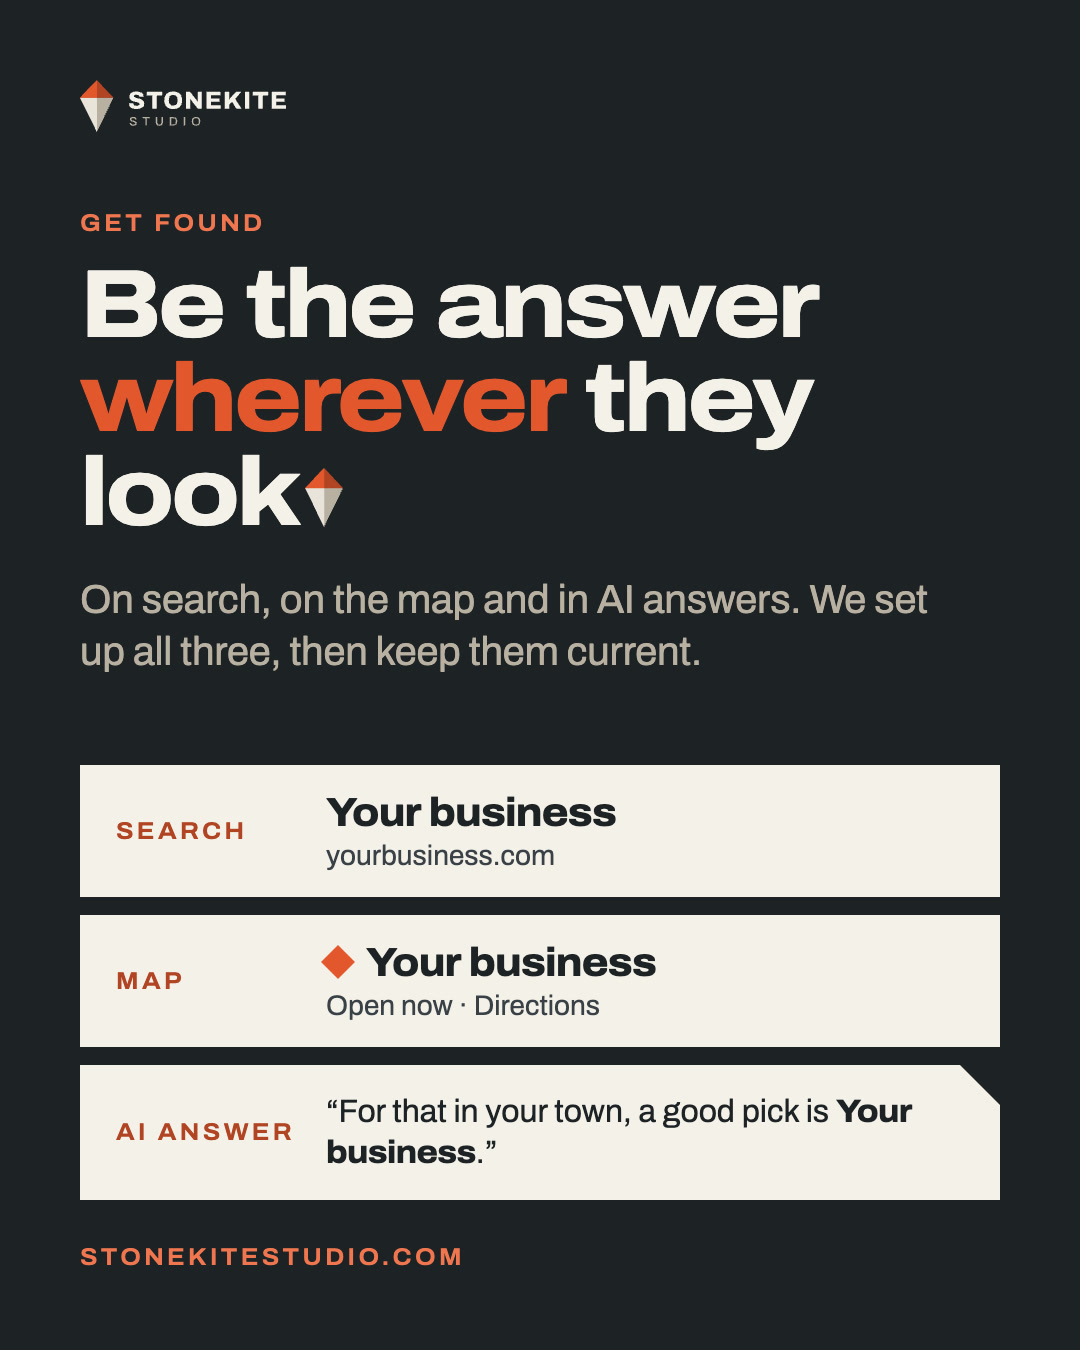 STONEKITE
STUDIO
GET FOUND
Be the answer
wherever they
look
On search, on the map and in AI answers. We set
up all three, then keep them current.
SEARCH
Your business
yourbusiness.com
MAP
Your business
Open now · Directions
AI ANSWER
“For that in your town, a good pick is Your
business.”
STONEKITESTUDIO.COM